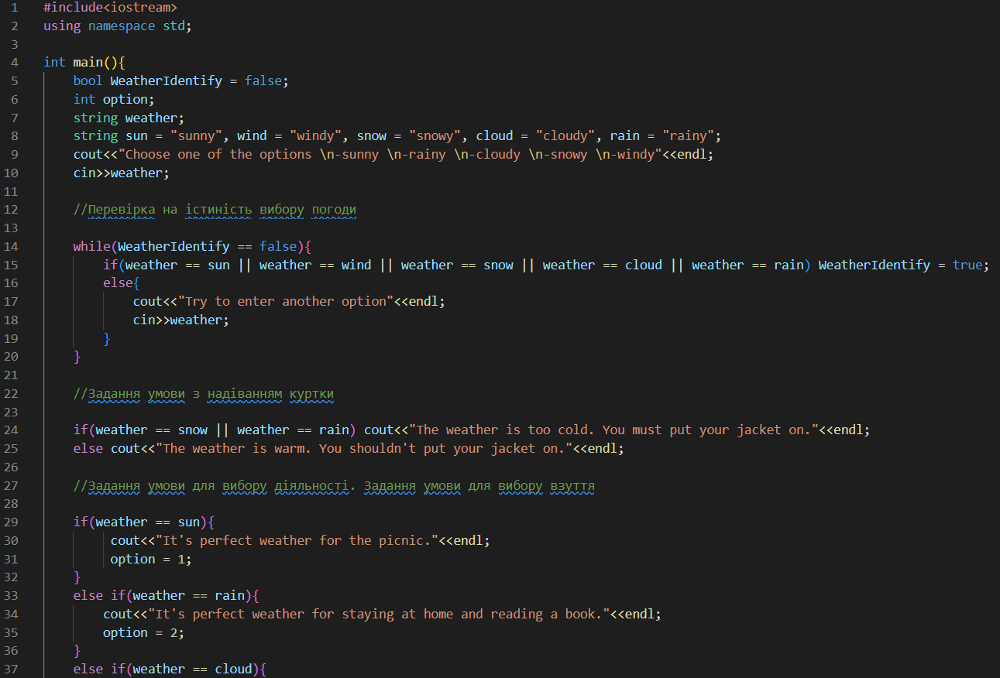 1 #include<iostream>
2 using namespace std;
3
4 int main(){
5 bool WeatherIdentify = false;
6 int option;
7 string weather;
8 string sun = "sunny", wind = "windy", snow = "snowy", cloud = "cloudy", rain = "rainy";
9 cout<<"Choose one of the options \n-sunny \n-rainy \n-cloudy \n-snowy \n-windy"<<endl;
10 cin>>weather;
11
12 //Перевірка на істиність вибору погоди
13
14 while(WeatherIdentify == false){
15 if(weather == sun || weather == wind || weather == snow || weather == cloud || weather == rain) WeatherIdentify = true;
16 else{
17 cout<<"Try to enter another option"<<endl;
18 cin>>weather;
19 }
20 }
21
22 //Задання умови з надіванням куртки
23
24 if(weather == snow || weather == rain) cout<<"The weather is too cold. You must put your jacket on."<<endl;
25 else cout<<"The weather is warm. You shouldn't put your jacket on."<<endl;
26
27 //Задання умови для вибору діяльності. Задання умови для вибору взуття
28
29 if(weather == sun){
30 cout<<"It's perfect weather for the picnic."<<endl;
31 option = 1;
32 }
33 else if(weather == rain){
34 cout<<"It's perfect weather for staying at home and reading a book."<<endl;
35 option = 2;
36 }
37 else if(weather == cloud){